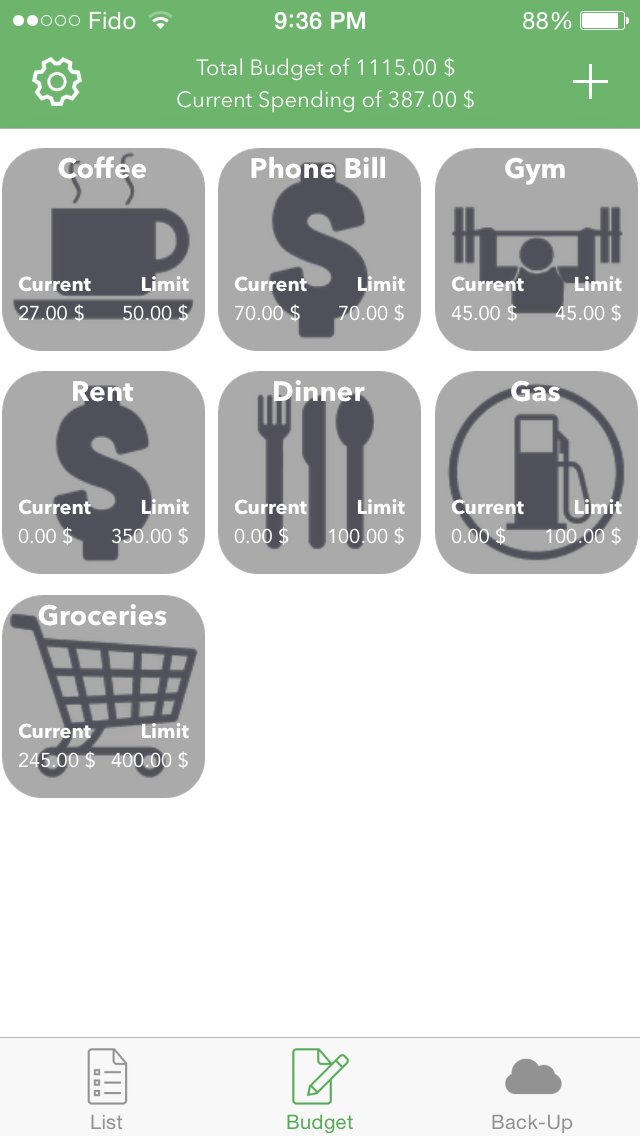 Fido 9:36 PM 88%
Total Budget of 1115.00 $
Current Spending of 387.00 $
Coffee
Current Limit
27.00 $ 50.00 $
Phone Bill
Current Limit
70.00 $ 70.00 $
Gym
Current Limit
45.00 $ 45.00 $
Rent
Current Limit
0.00 $ 350.00 $
Dinner
Current Limit
0.00 $ 100.00 $
Gas
Current Limit
0.00 $ 100.00 $
Groceries
Current Limit
245.00 $ 400.00 $
List Budget Back-Up